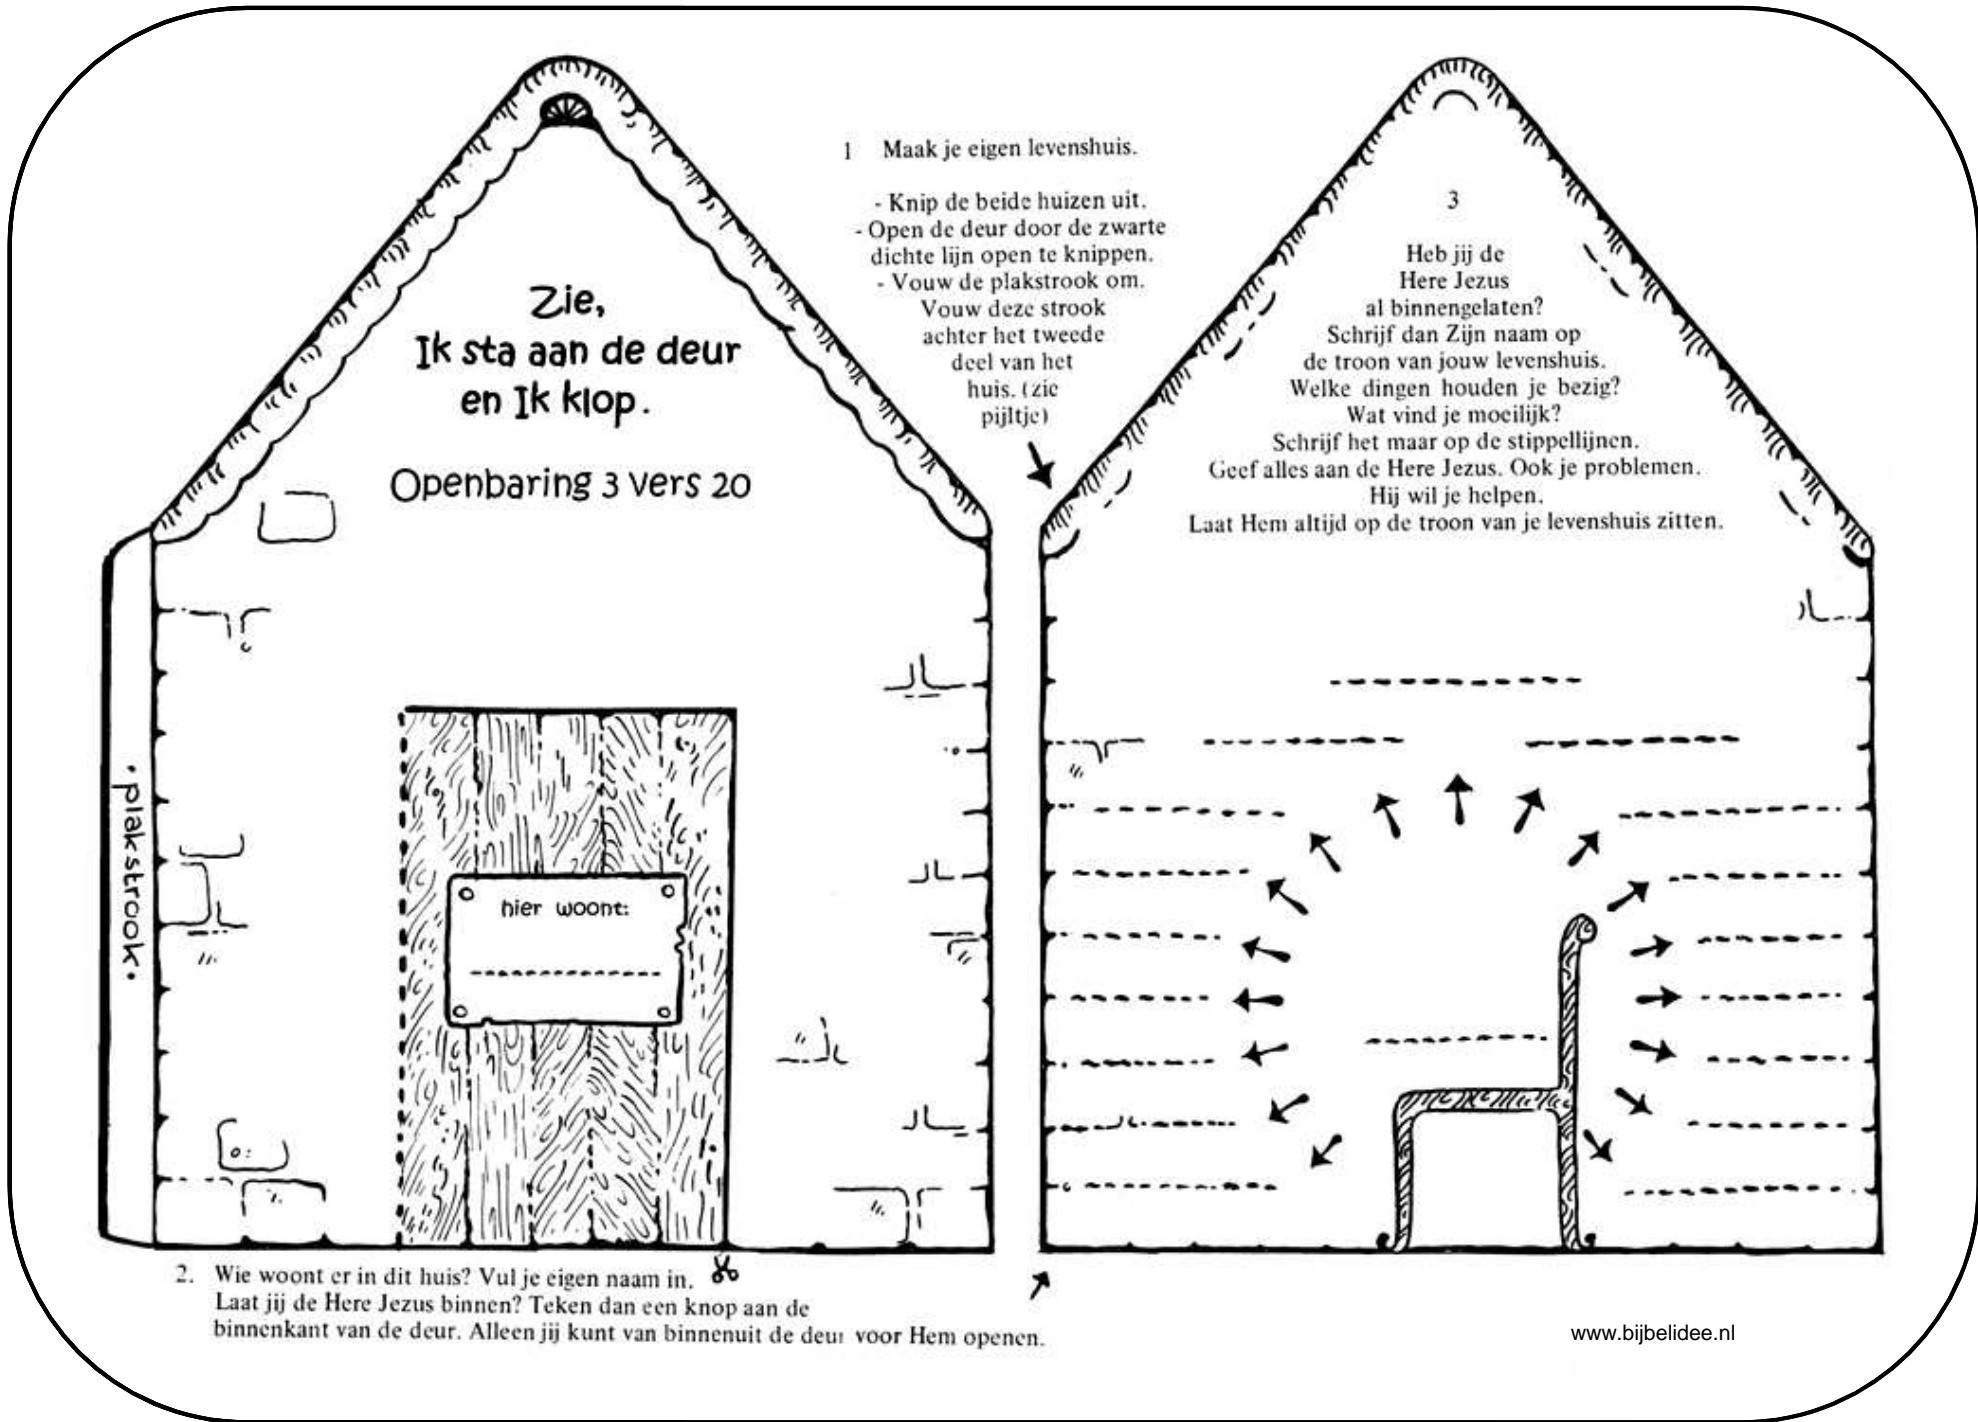 Zie,
Ik sta aan de deur
en Ik klop.
Openbaring 3 vers 20
• plakstrook •
hier woont:
1 Maak je eigen levenshuis.
- Knip de beide huizen uit.
- Open de deur door de zwarte
dichte lijn open te knippen.
- Vouw de plakstrook om.
Vouw deze strook
achter het tweede
deel van het
huis. (zie
pijltje)
2. Wie woont er in dit huis? Vul je eigen naam in.
Laat jij de Here Jezus binnen? Teken dan een knop aan de
binnenkant van de deur. Alleen jij kunt van binnenuit de deur voor Hem openen.
3
Heb jij de
Here Jezus
al binnengelaten?
Schrijf dan Zijn naam op
de troon van jouw levenshuis.
Welke dingen houden je bezig?
Wat vind je moeilijk?
Schrijf het maar op de stippellijnen.
Geef alles aan de Here Jezus. Ook je problemen.
Hij wil je helpen.
Laat Hem altijd op de troon van je levenshuis zitten.
www.bijbelidee.nl